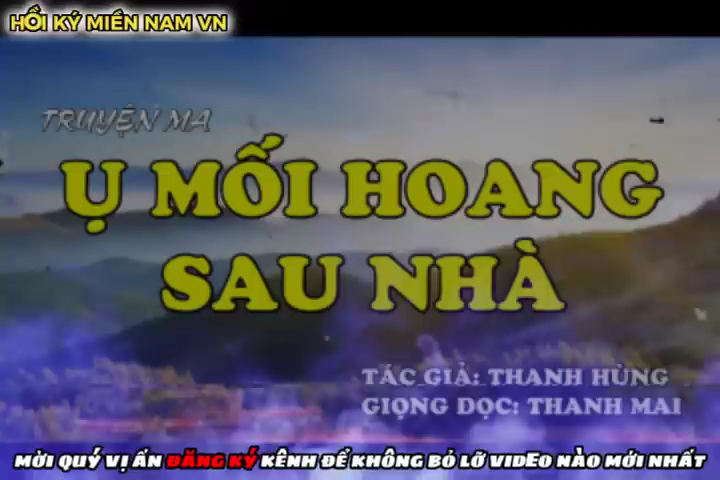 HỒI KÝ MIỀN NAM VN
TRUYỆN MA
Ụ MỐI HOANG
SAU NHÀ
TÁC GIẢ: THANH HÙNG
GIỌNG ĐỌC: THANH MAI
MỜI QUÝ VỊ ẤN ĐĂNG KÝ KÊNH ĐỂ KHÔNG BỎ LỠ VIDEO NÀO MỚI NHẤT